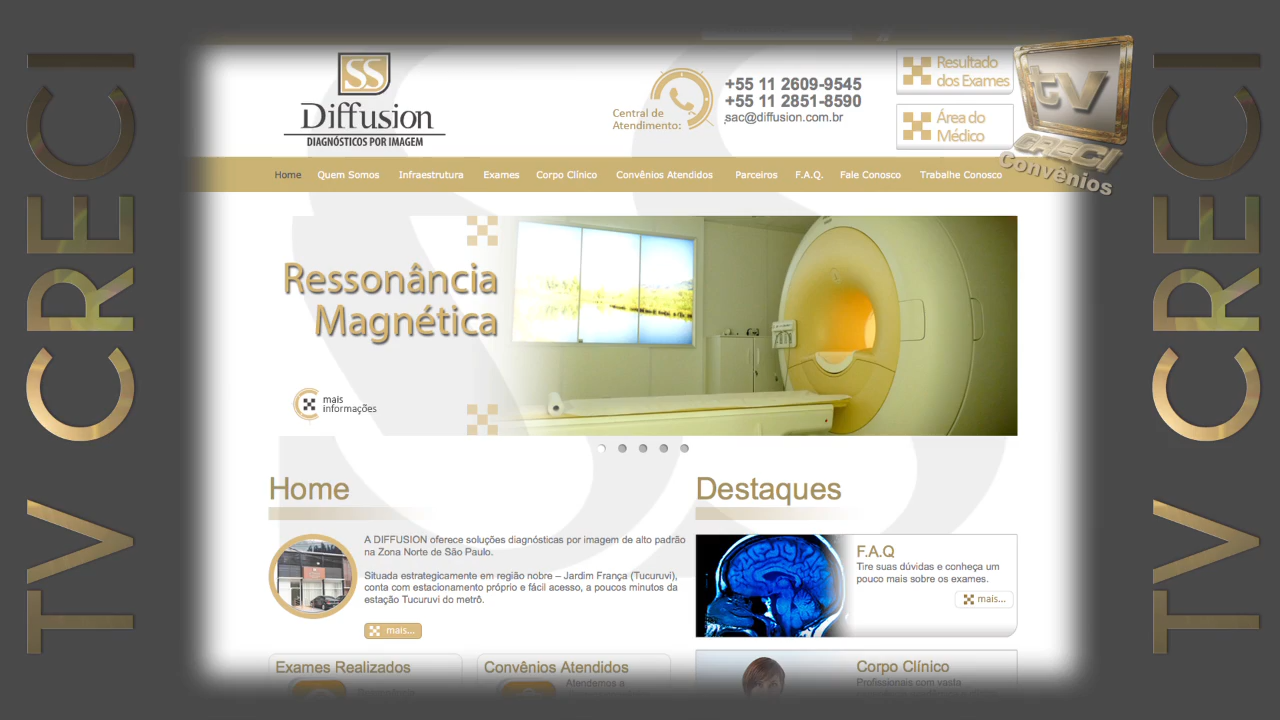 TV CRECI
SS
Diffusion
DIAGNÓSTICOS POR IMAGEM
Central de
Atendimento:
+55 11 2609-9545
+55 11 2851-8590
sac@diffusion.com.br
Resultado
dos Exames
Área do
Médico
tv
CRECI
Convênios
Home Quem Somos Infraestrutura Exames Corpo Clínico Convênios Atendidos Parceiros F.A.Q. Fale Conosco Trabalhe Conosco
Ressonância
Magnética
mais
informações
Home
A DIFFUSION oferece soluções diagnósticas por imagem de alto padrão
na Zona Norte de São Paulo.
Situada estrategicamente em região nobre – Jardim França (Tucuruvi),
conta com estacionamento próprio e fácil acesso, a poucos minutos da
estação Tucuruvi do metrô.
mais...
Destaques
F.A.Q
Tire suas dúvidas e conheça um
pouco mais sobre os exames.
mais...
Exames Realizados
Convênios Atendidos
Atendemos a
Corpo Clínico
Profissionais com vasta
TV CRECI